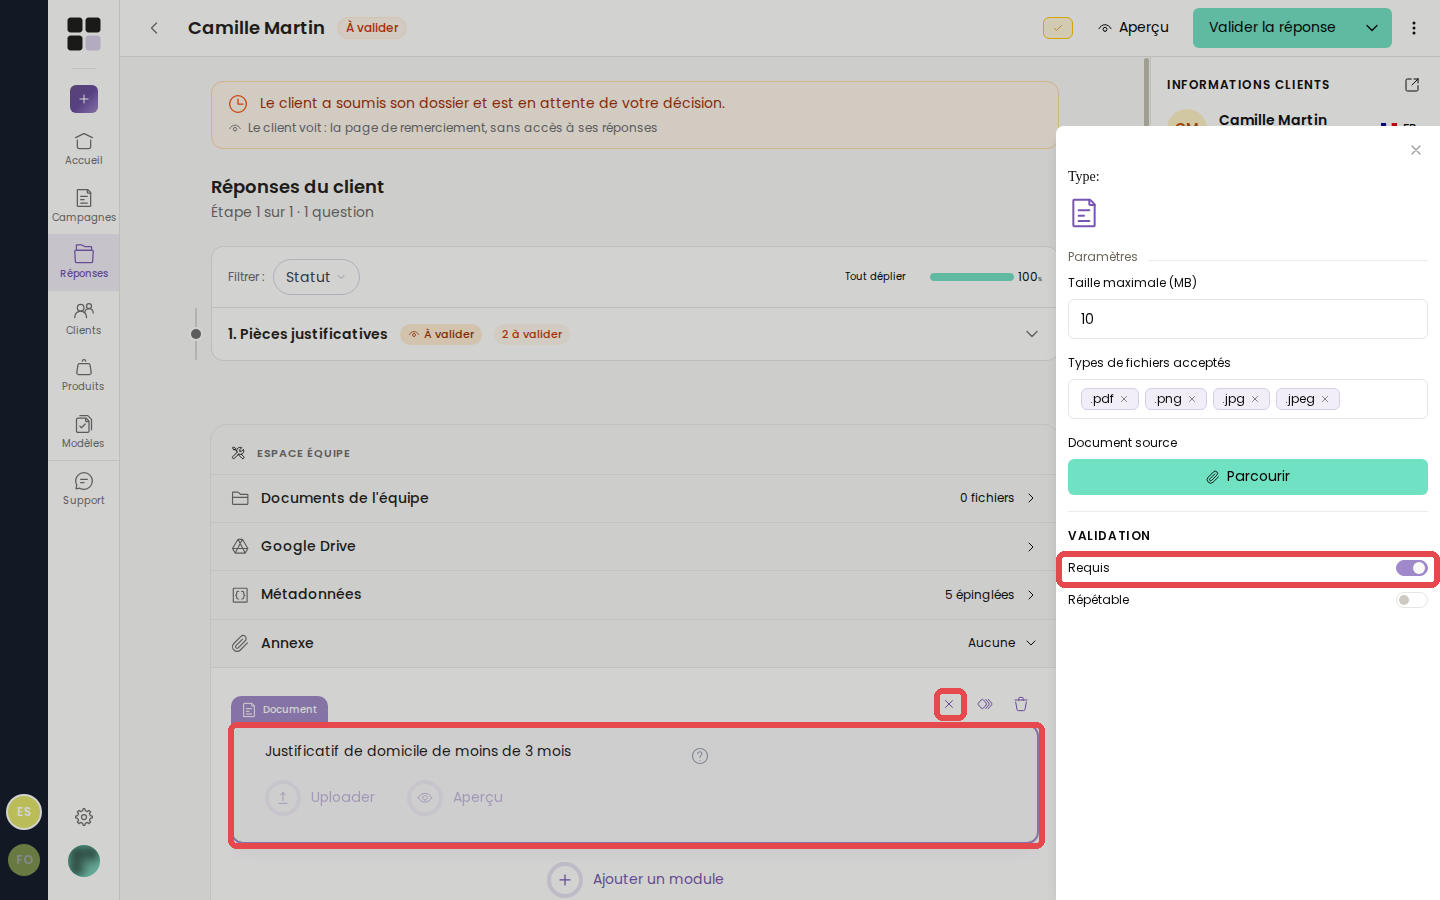 Camille Martin
À valider
Aperçu
Valider la réponse
Accueil
Campagnes
Réponses
Clients
Produits
Modèles
Support
ES
FO
Le client a soumis son dossier et est en attente de votre décision.
Le client voit : la page de remerciement, sans accès à ses réponses
Réponses du client
Étape 1 sur 1 · 1 question
Filtrer :
Statut
Tout déplier
100%
1. Pièces justificatives
À valider
2 à valider
ESPACE ÉQUIPE
Documents de l'équipe
0 fichiers
Google Drive
Métadonnées
5 épinglées
Annexe
Aucune
Document
Justificatif de domicile de moins de 3 mois
Uploader
Aperçu
Ajouter un module
INFORMATIONS CLIENTS
Camille Martin
Type:
Paramètres
Taille maximale (MB)
10
Types de fichiers acceptés
.pdf
.png
.jpg
.jpeg
Document source
Parcourir
VALIDATION
Requis
Répétable